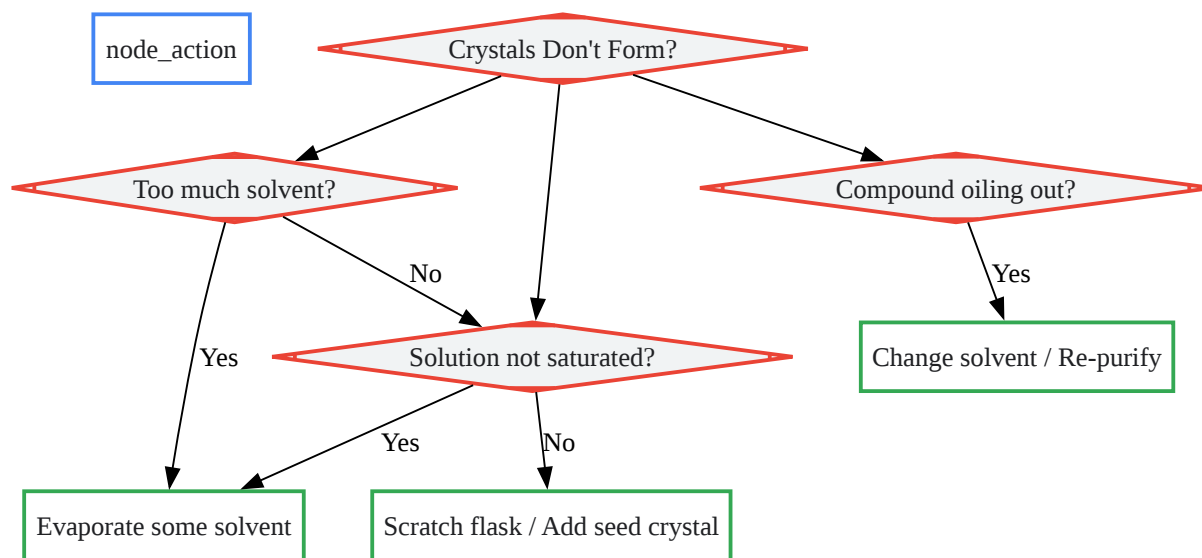 node_action
Crystals Don't Form?
Too much solvent?
Compound oiling out?
No
Yes
Yes
Solution not saturated?
Change solvent / Re-purify
Yes
No
Evaporate some solvent
Scratch flask / Add seed crystal